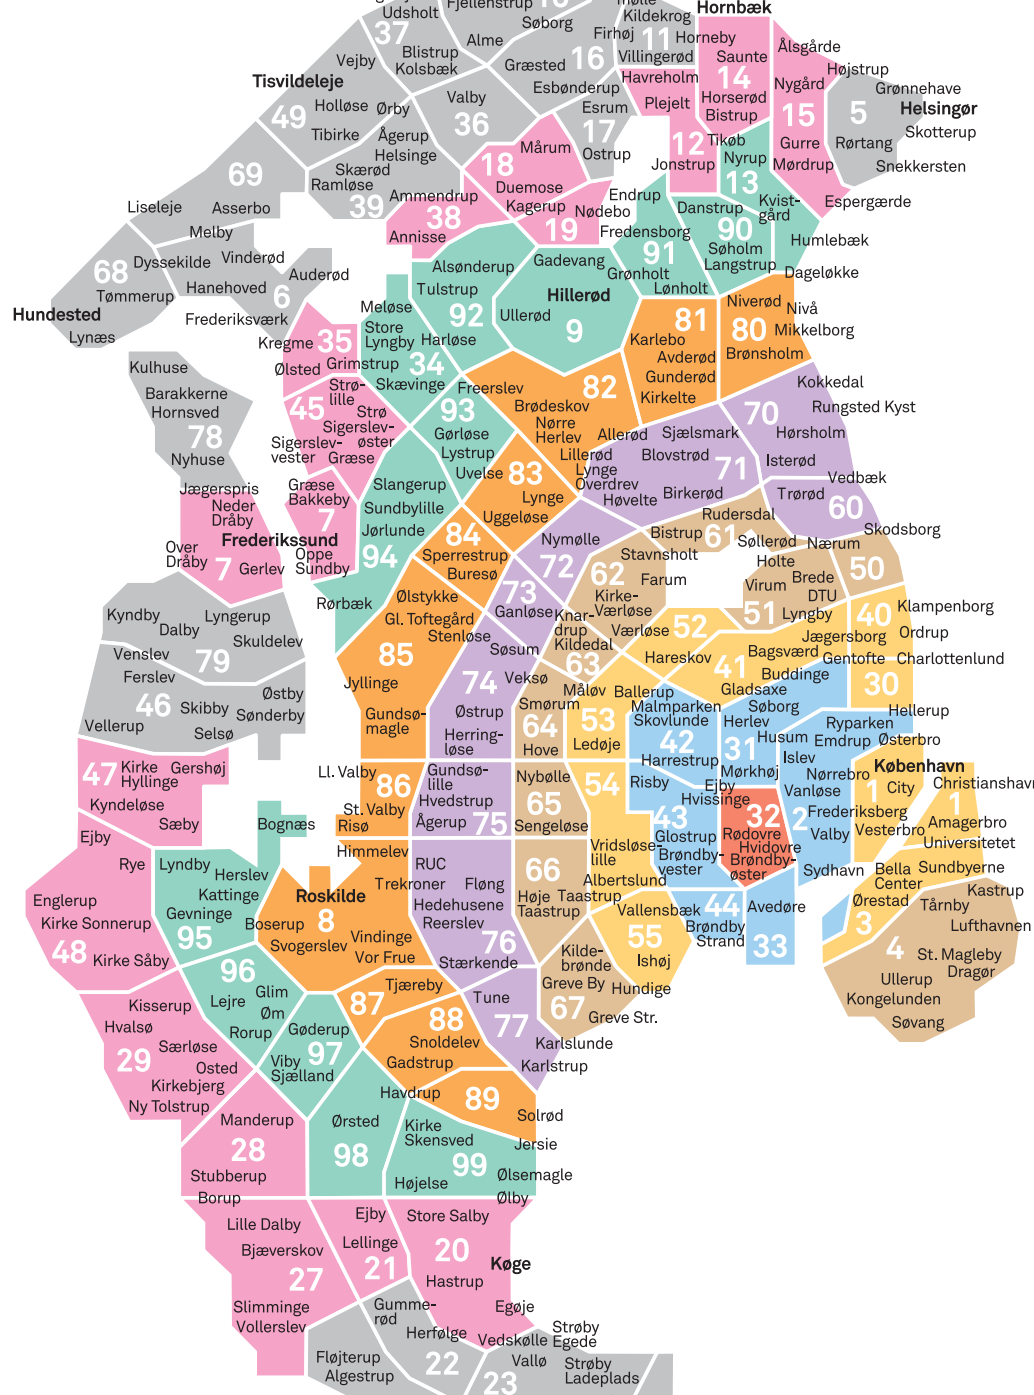 Fjellenstrup
Udsholt
Hornbæk
37
Søborg
Kildekrog
Firhøj
11
Horneby
Alme
Blistrup
Kolsbæk
16
Villingerød
Saunte
Ålsgårde
Vejby
Græsted
Havreholm
14
Højstrup
Tisvildeleje
Esbønderup
Nygård
Grønnehave
Holløse
Ørby
Valby
Esrum
Plejelt
Horserød
Bistrup
15
5
Helsingør
49
36
17
Skotterup
Tibirke
Ågerup
Helsinge
Mårum
Ostrup
12
Tikøb
Gurre
Rørtang
Skærød
18
Jonstrup
Nyrup
Mørdrup
Snekkersten
69
Ramløse
Duemose
13
39
Ammendrup
Kagerup
Nødebo
Endrup
Danstrup
Kvist-
gård
Espergærde
Liseleje
Asserbo
38
19
Melby
Annisse
Fredensborg
90
Humlebæk
68
Dyssekilde
Vinderød
Alsønderup
Gadevang
91
Søholm
Langstrup
Auderød
Grønholt
Dageløkke
Tømmerup
Hanehoved
6
Tulstrup
Hillerød
Lønholt
Hundested
Frederiksværk
Meløse
92
Ullerød
9
81
Niverød
Nivå
Lynæs
Kregme
35
Store
Lyngby
Harløse
Karlebo
80
Mikkelborg
Kulhuse
Ølsted
Grimstrup
34
Avderød
Brønsholm
Barakkerne
Strø-
lille
Skævinge
Freerslev
82
Gunderød
Kokkedal
Hornsved
45
Strø
93
Brødeskov
Kirkelte
70
Rungsted Kyst
78
Sigerslev-
øster
Gørløse
Nørre
Herlev
Allerød
Sjælsmark
Hørsholm
Sigerslev-
vester
Græse
Lystrup
Lillerød
Blovstrød
71
Isterød
Nyhuse
Uvelse
83
Lynge
Overdrev
Vedbæk
Jægerspris
Græse
Bakkeby
Slangerup
Lynge
Høvelte
Birkerød
Trørød
60
Neder
Dråby
7
Sundbylille
Uggeløse
Rudersdal
Skodsborg
Frederikssund
Jørlunde
84
Nymølle
Bistrup
61
Søllerød
Nærum
Over
Dråby
7
Gerlev
Oppe
Sundby
94
Sperrestrup
72
Stavnsholt
Holte
50
Buresø
62
Farum
Virum
Brede
DTU
Rørbæk
Ølstykke
73
Kirke-
Værløse
51
Lyngby
40
Klampenborg
Kyndby
Lyngerup
Gl. Toftegård
Ganløse
Knar-
drup
Værløse
52
Jægersborg
Ordrup
Dalby
Skuldelev
Stenløse
Kildedal
Bagsværd
Venslev
79
85
Søsum
63
Hareskov
41
Gentofte
Charlottenlund
Ferslev
Jyllinge
74
Veksø
Måløv
Ballerup
Buddinge
30
46
Skibby
Østby
Smørum
Malmparken
Gladsaxe
Sønderby
Østrup
53
Skovlunde
Søborg
Hellerup
Vellerup
Selsø
Gundsø-
magle
64
42
Herlev
Ryparken
Herring-
løse
Hove
Ledøje
31
Husum
Emdrup
Østerbro
47
Kirke
Hyllinge
Gershøj
Ll. Valby
Gundsø-
lille
Nybølle
54
Harrestrup
Mørkhøj
Islev
Nørrebro
København
Kyndeløse
86
Hvedstrup
65
Risby
Ejby
Vanløse
1
City
Christianshavn
Sæby
St. Valby
Risø
Ågerup
75
Sengeløse
43
Hvissinge
32
2
Frederiksberg
1
Ejby
Bognæs
Glostrup
Rødovre
Valby
Vesterbro
Amagerbro
Himmelev
Vridsløse-
lille
Brøndby-
vester
Hvidovre
Universitetet
Rye
Lyndby
RUC
66
Brøndby-
øster
Sydhavn
Bella
Center
Sundbyerne
Herslev
Trekroner
Fløng
Albertslund
Kattinge
Roskilde
Hedehusene
Høje
Taastrup
Taastrup
Ørestad
Kastrup
Englerup
Gevninge
8
Reerslev
Vallensbæk
44
Avedøre
Tårnby
Kirke Sonnerup
95
Boserup
Vindinge
76
Brøndby
Strand
3
Lufthavnen
48
Kirke Såby
Svogerslev
Vor Frue
Stærkende
Kilde-
brønde
55
Ishøj
33
4
St. Magleby
96
Greve By
Dragør
Glim
Tjæreby
Hundige
Ullerup
Kisserup
Lejre
Øm
87
Tune
67
Kongelunden
Hvalsø
Rorup
Gøderup
88
77
Greve Str.
Søvang
29
Særløse
97
Snoldelev
Karlslunde
Osted
Viby
Sjælland
Gadstrup
Karlstrup
Kirkebjerg
Ny Tolstrup
Havdrup
89
Manderup
Ørsted
Solrød
28
Kirke
Skensved
Jersie
98
99
Stubberup
Højelse
Ølsemagle
Borup
Ølby
Lille Dalby
Ejby
Store Salby
Bjæverskov
Lellinge
20
Køge
27
21
Hastrup
Slimminge
Gumme-
rød
Egøje
Vollerslev
Herfølge
Vedskølle
Strøby
Egede
Fløjterup
22
Vallø
Strøby
Ladeplads
Algestrup
23